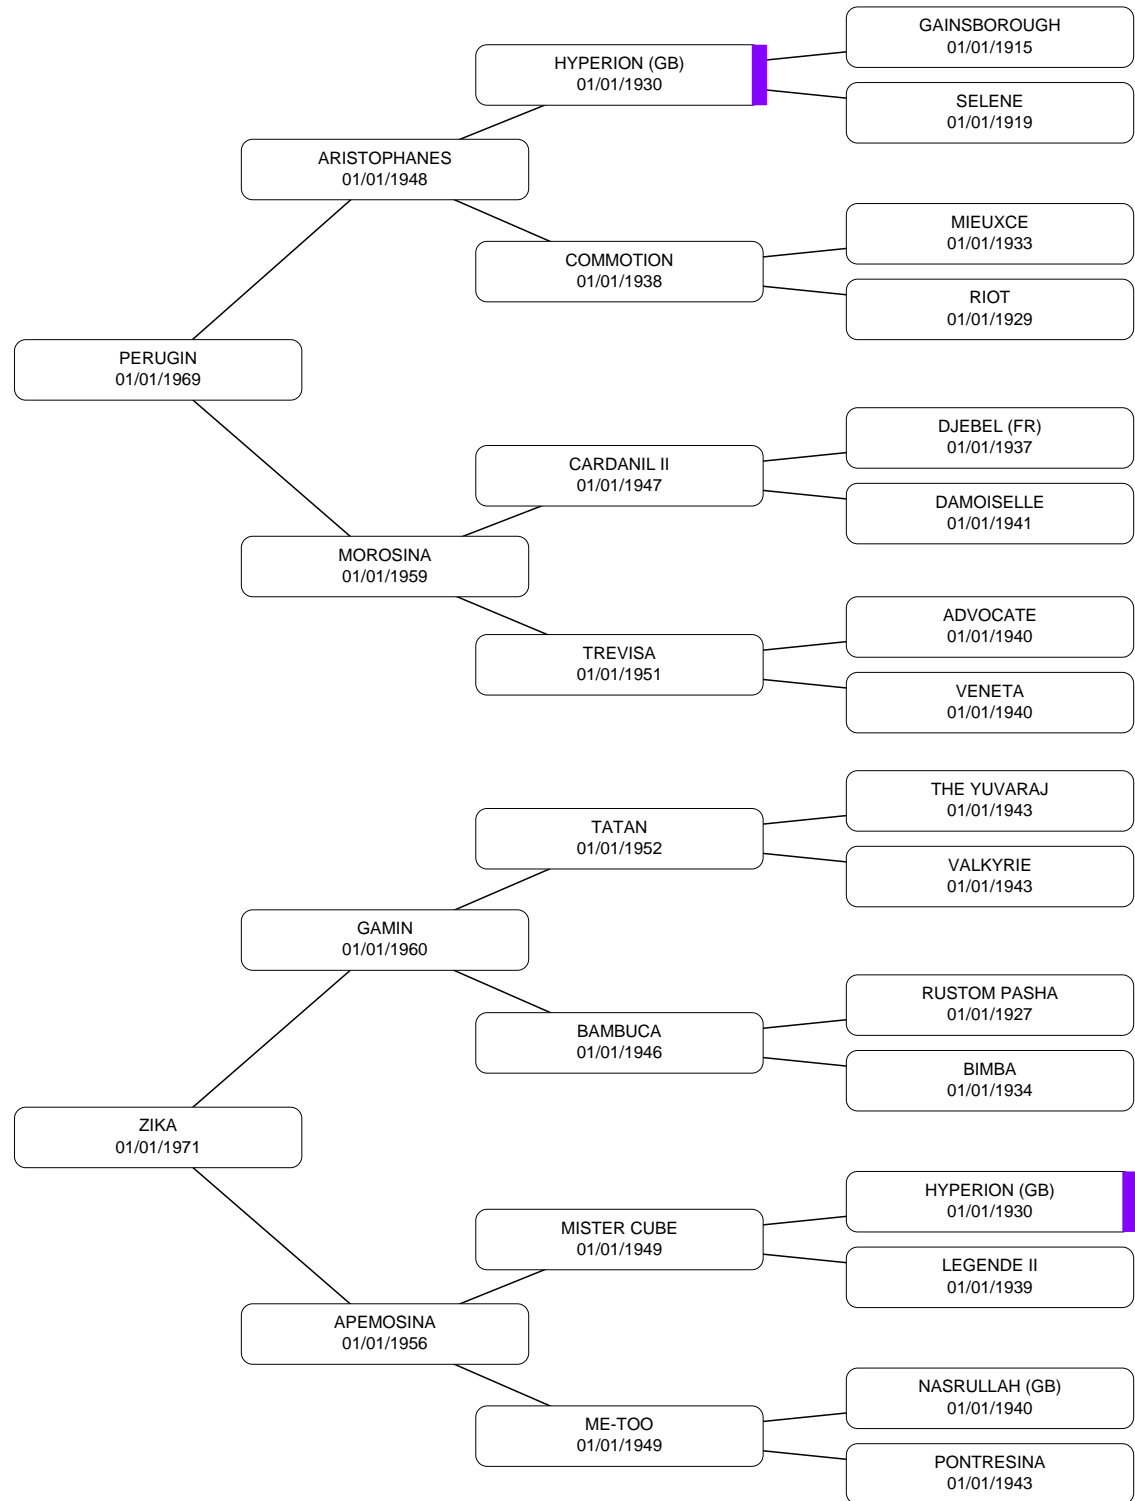 GAINSBOROUGH
01/01/1915
HYPERION (GB)
01/01/1930
SELENE
01/01/1919
ARISTOPHANES
01/01/1948
MIEUXCE
01/01/1933
COMMOTION
01/01/1938
RIOT
01/01/1929
PERUGIN
01/01/1969
DJEBEL (FR)
01/01/1937
CARDANIL II
01/01/1947
DAMOISELLE
01/01/1941
MOROSINA
01/01/1959
ADVOCATE
01/01/1940
TREVISA
01/01/1951
VENETA
01/01/1940
THE YUVARAJ
01/01/1943
TATAN
01/01/1952
VALKYRIE
01/01/1943
GAMIN
01/01/1960
RUSTOM PASHA
01/01/1927
BAMBUCA
01/01/1946
BIMBA
01/01/1934
ZIKA
01/01/1971
HYPERION (GB)
01/01/1930
MISTER CUBE
01/01/1949
LEGENDE II
01/01/1939
APEMOSINA
01/01/1956
NASRULLAH (GB)
01/01/1940
ME-TOO
01/01/1949
PONTRESINA
01/01/1943